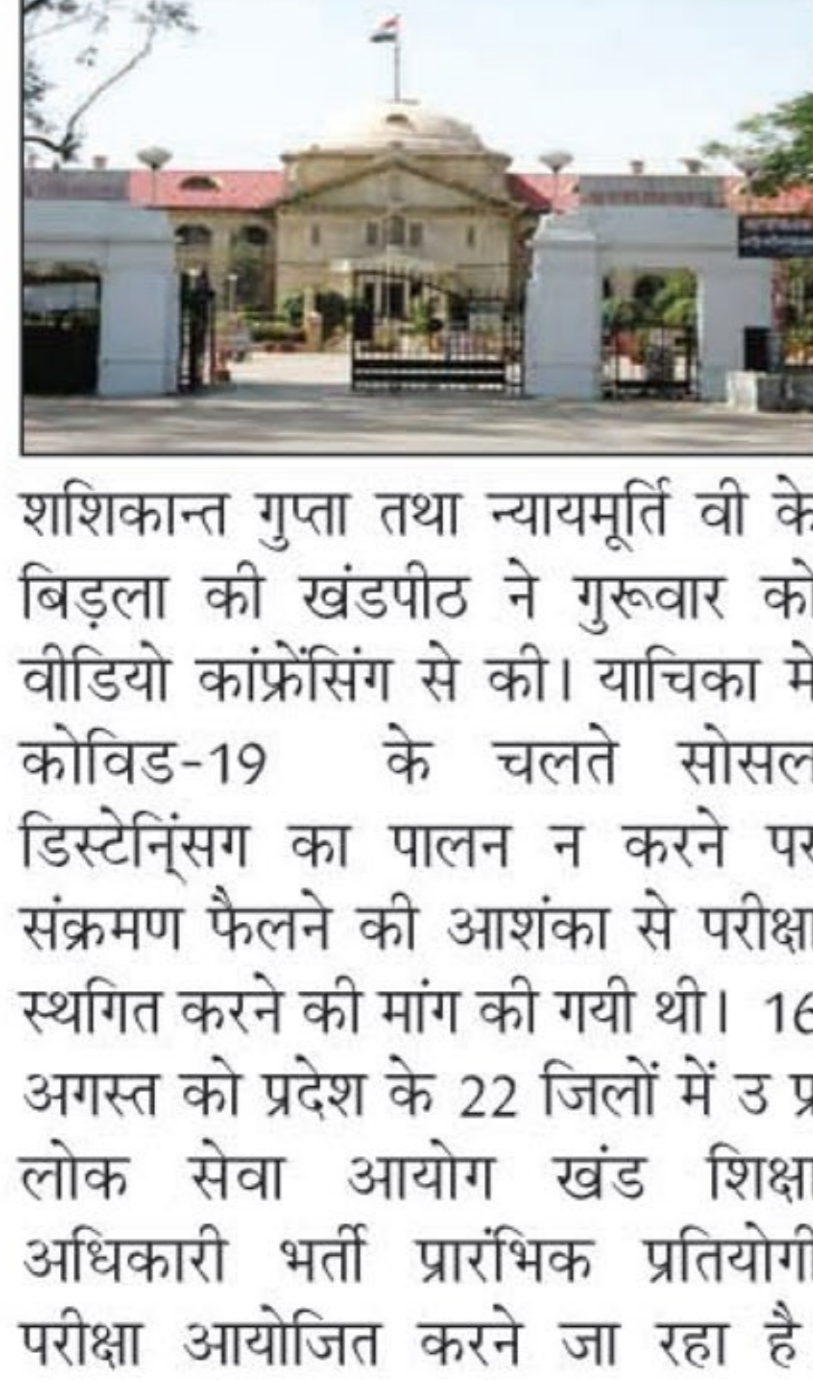 शशिकान्त गुप्ता तथा न्यायमूर्ति वी के
बिड़ला की खंडपीठ ने गुरूवार को
वीडियो कांफ्रेंसिंग से की। याचिका मे
कोविड-19 के चलते सोसल
डिस्टेन्सिंग का पालन न करने पर
संक्रमण फैलने की आशंका से परीक्षा
स्थगित करने की मांग की गयी थी। 16
अगस्त को प्रदेश के 22 जिलों में उ प्र
लोक सेवा आयोग खंड शिक्षा
अधिकारी भर्ती प्रारंभिक प्रतियोगी
परीक्षा आयोजित करने जा रहा है